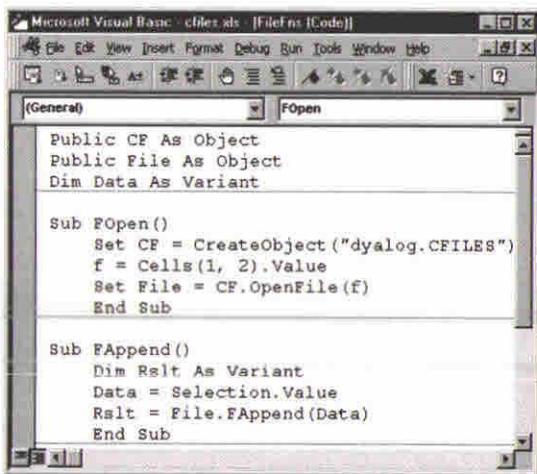 Microsoft Visual Basic - cfiles.xls - [FileFns (Code)]
File Edit View Insert Format Debug Run Tools Window Help
(General) FOpen
Public CF As Object
Public File As Object
Dim Data As Variant
Sub FOpen()
Set CF = CreateObject("dyalog.CFILES")
f = Cells(1, 2).Value
Set File = CF.OpenFile(f)
End Sub
Sub FAppend()
Dim Rslt As Variant
Data = Selection.Value
Rslt = File.FAppend(Data)
End Sub